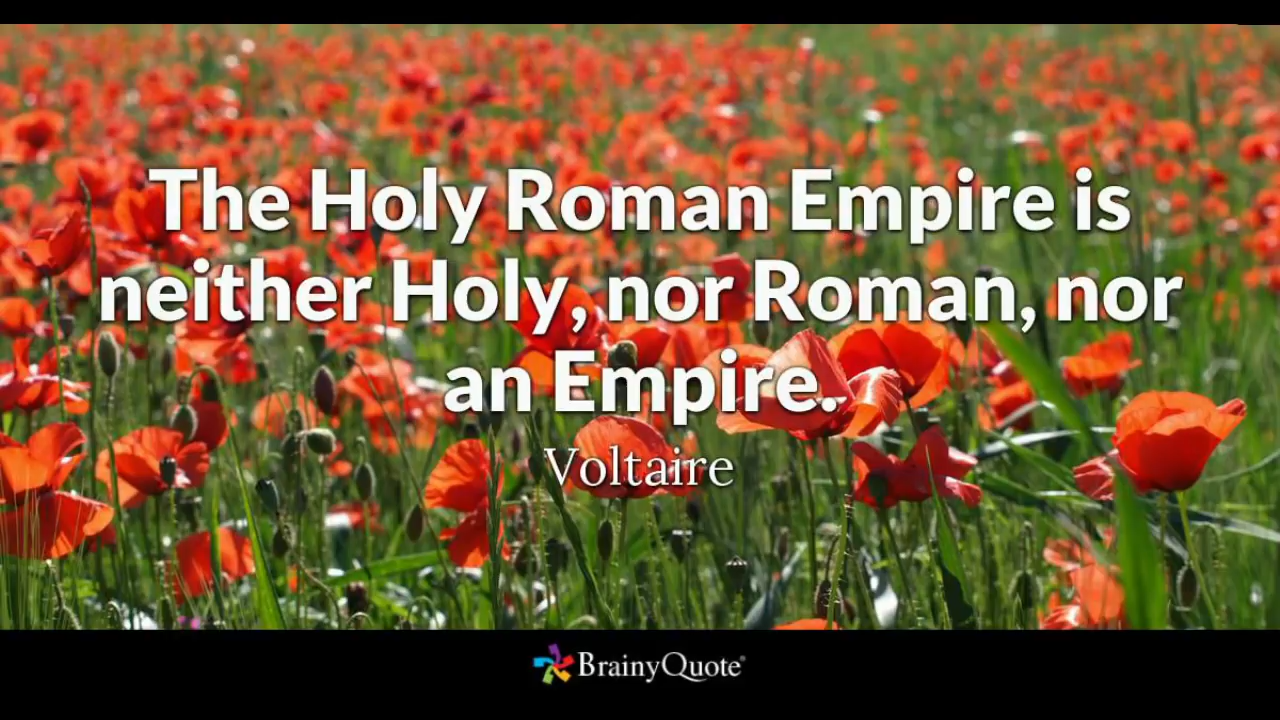 The Holy Roman Empire is
neither Holy, nor Roman, nor
an Empire.
Voltaire
BrainyQuote®